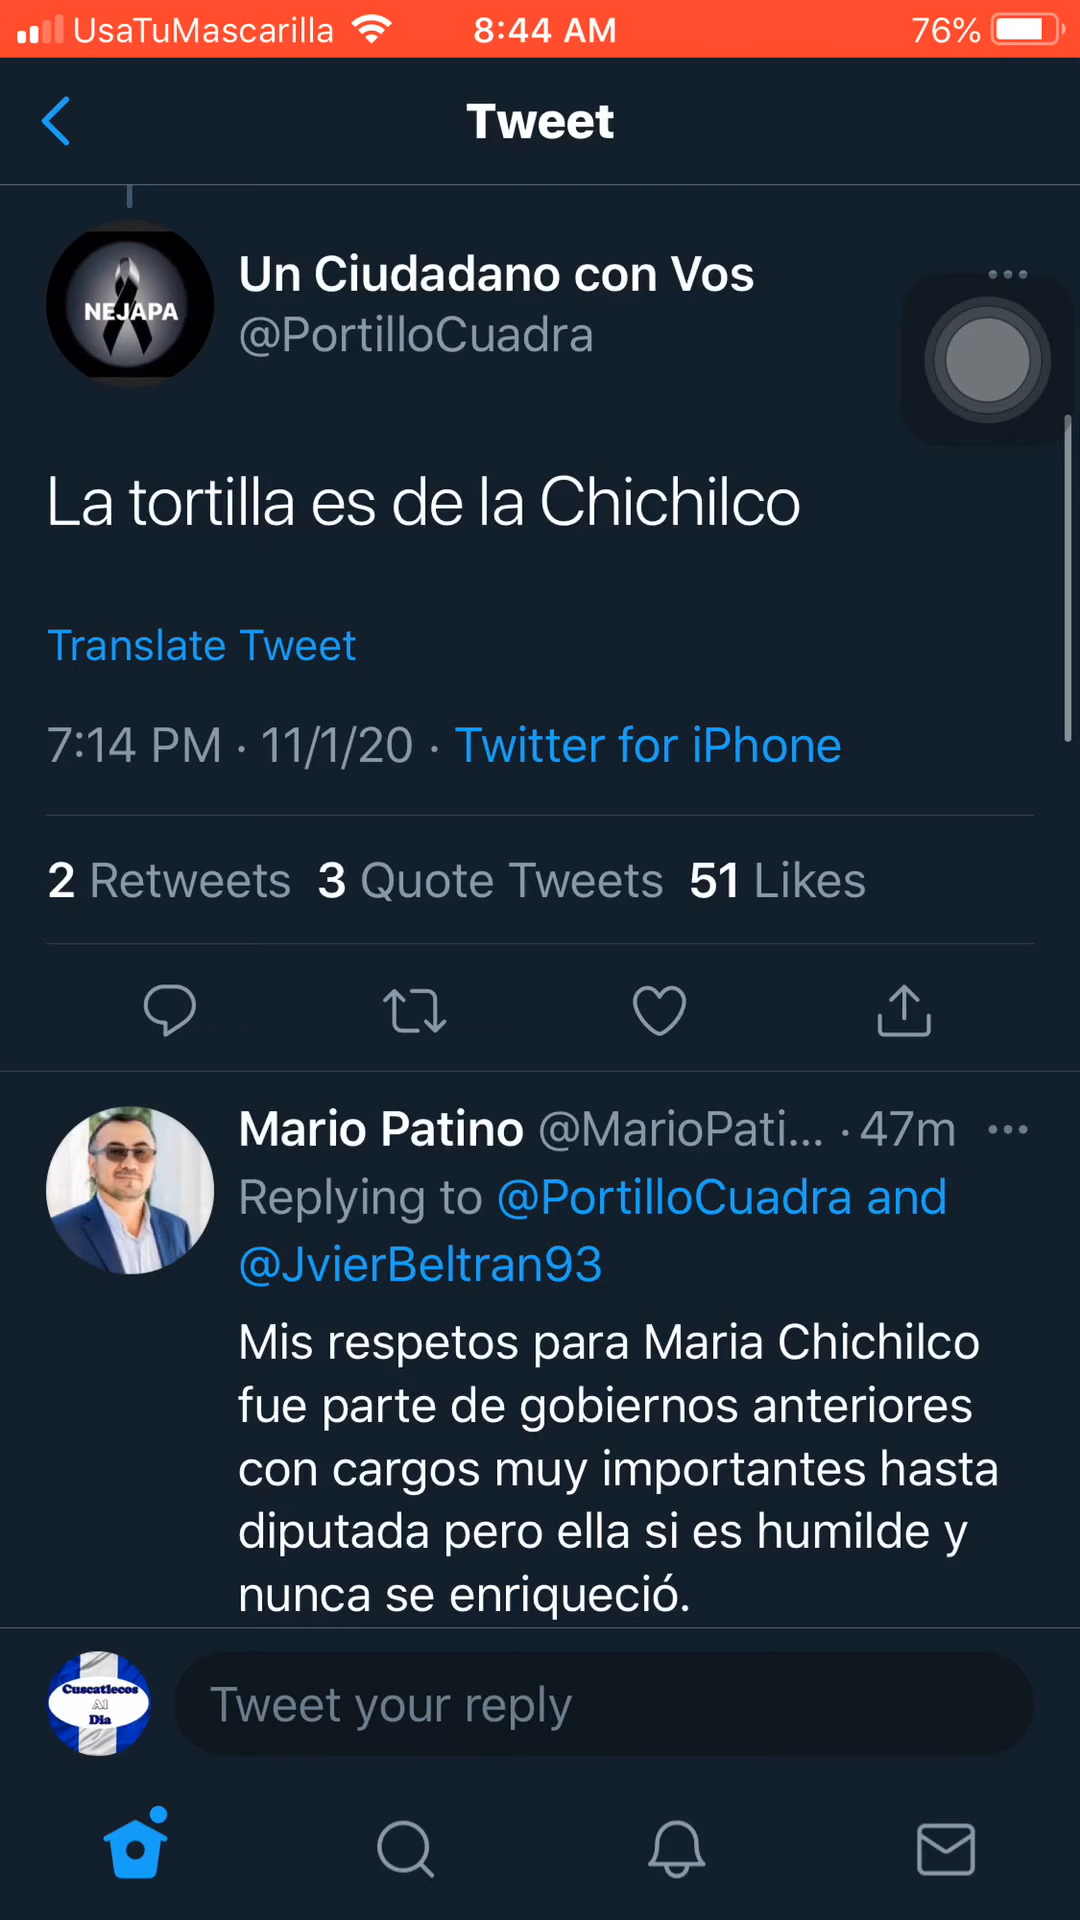 UsaTuMascarilla 8:44 AM 76%
Tweet
NEJAPA
Un Ciudadano con Vos
@PortilloCuadra
La tortilla es de la Chichilco
Translate Tweet
7:14 PM · 11/1/20 · Twitter for iPhone
2 Retweets 3 Quote Tweets 51 Likes
Mario Patino @MarioPati... · 47m
Replying to @PortilloCuadra and
@JvierBeltran93
Mis respetos para Maria Chichilco
fue parte de gobiernos anteriores
con cargos muy importantes hasta
diputada pero ella si es humilde y
nunca se enriqueció.
Cuscatlecos
Al
Dia
Tweet your reply